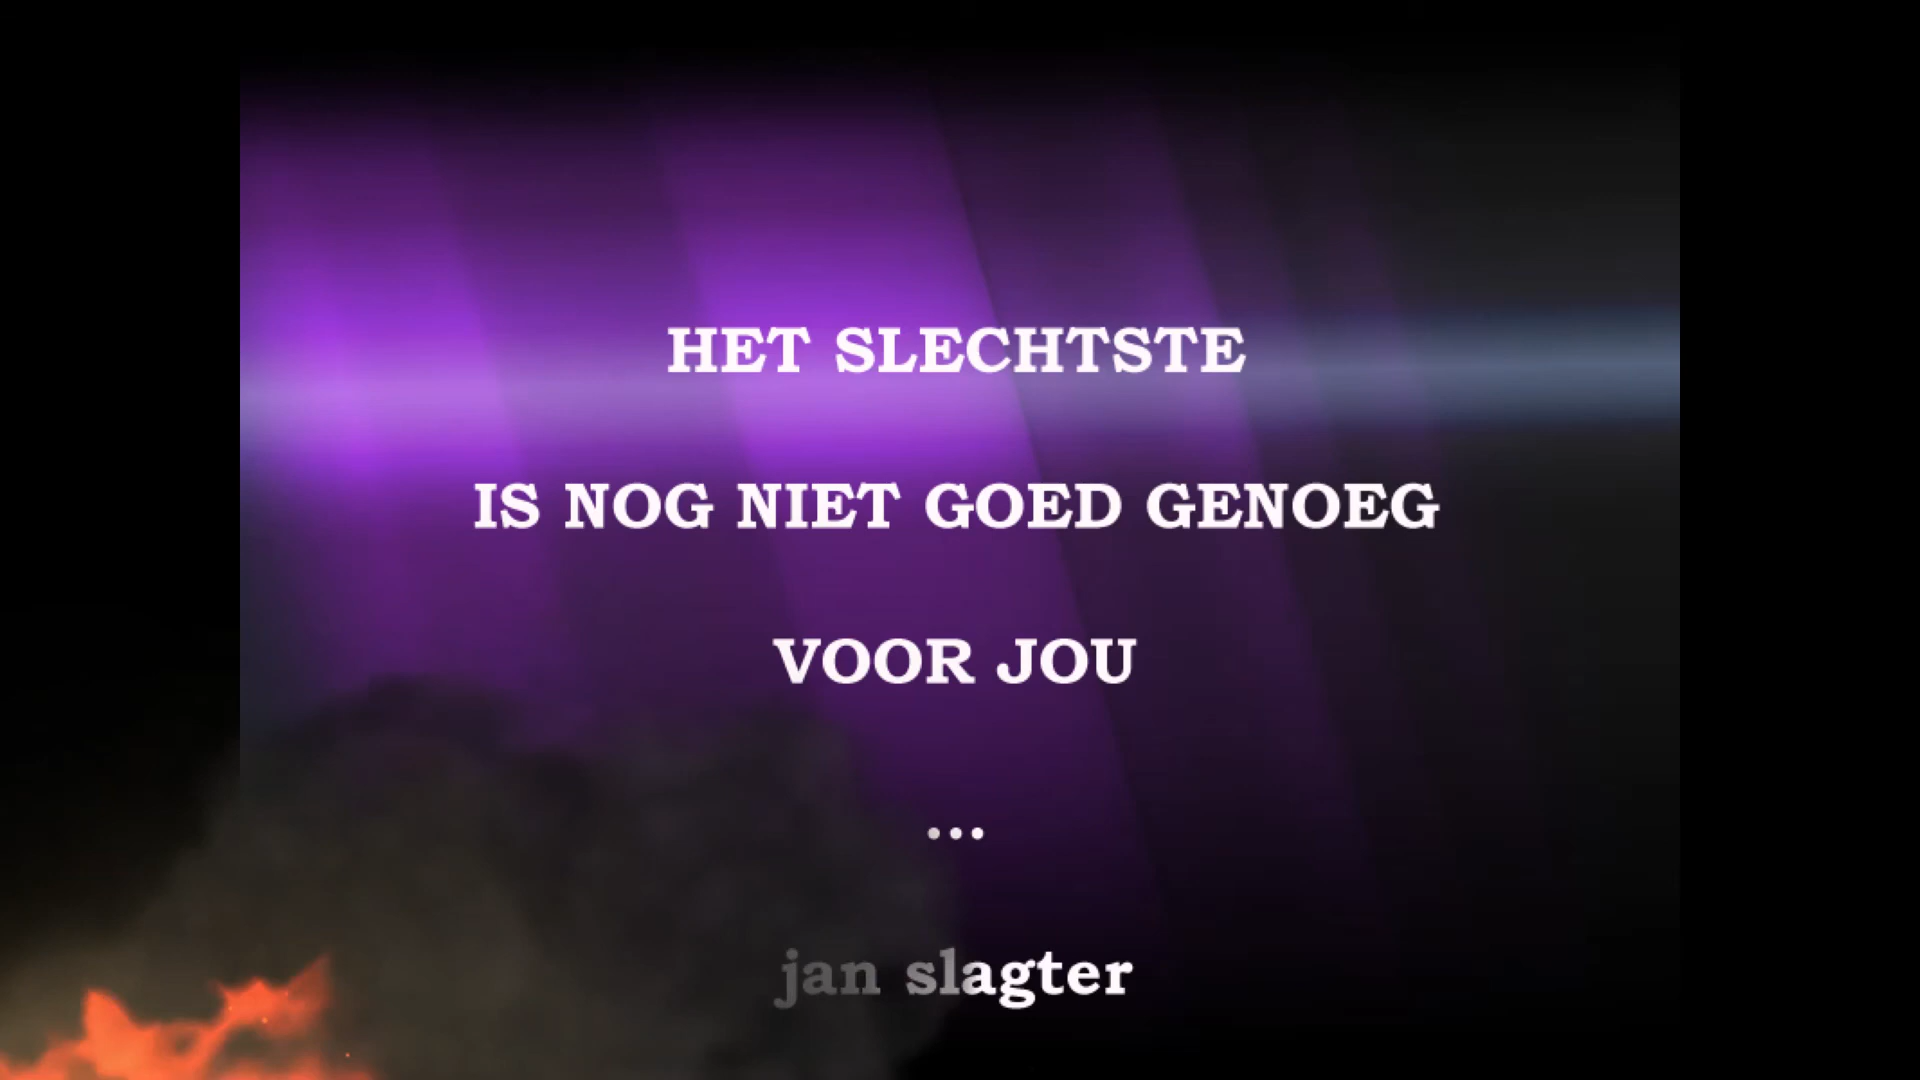 HET SLECHTSTE
IS NOG NIET GOED GENOEG
VOOR JOU
...
jan slagter